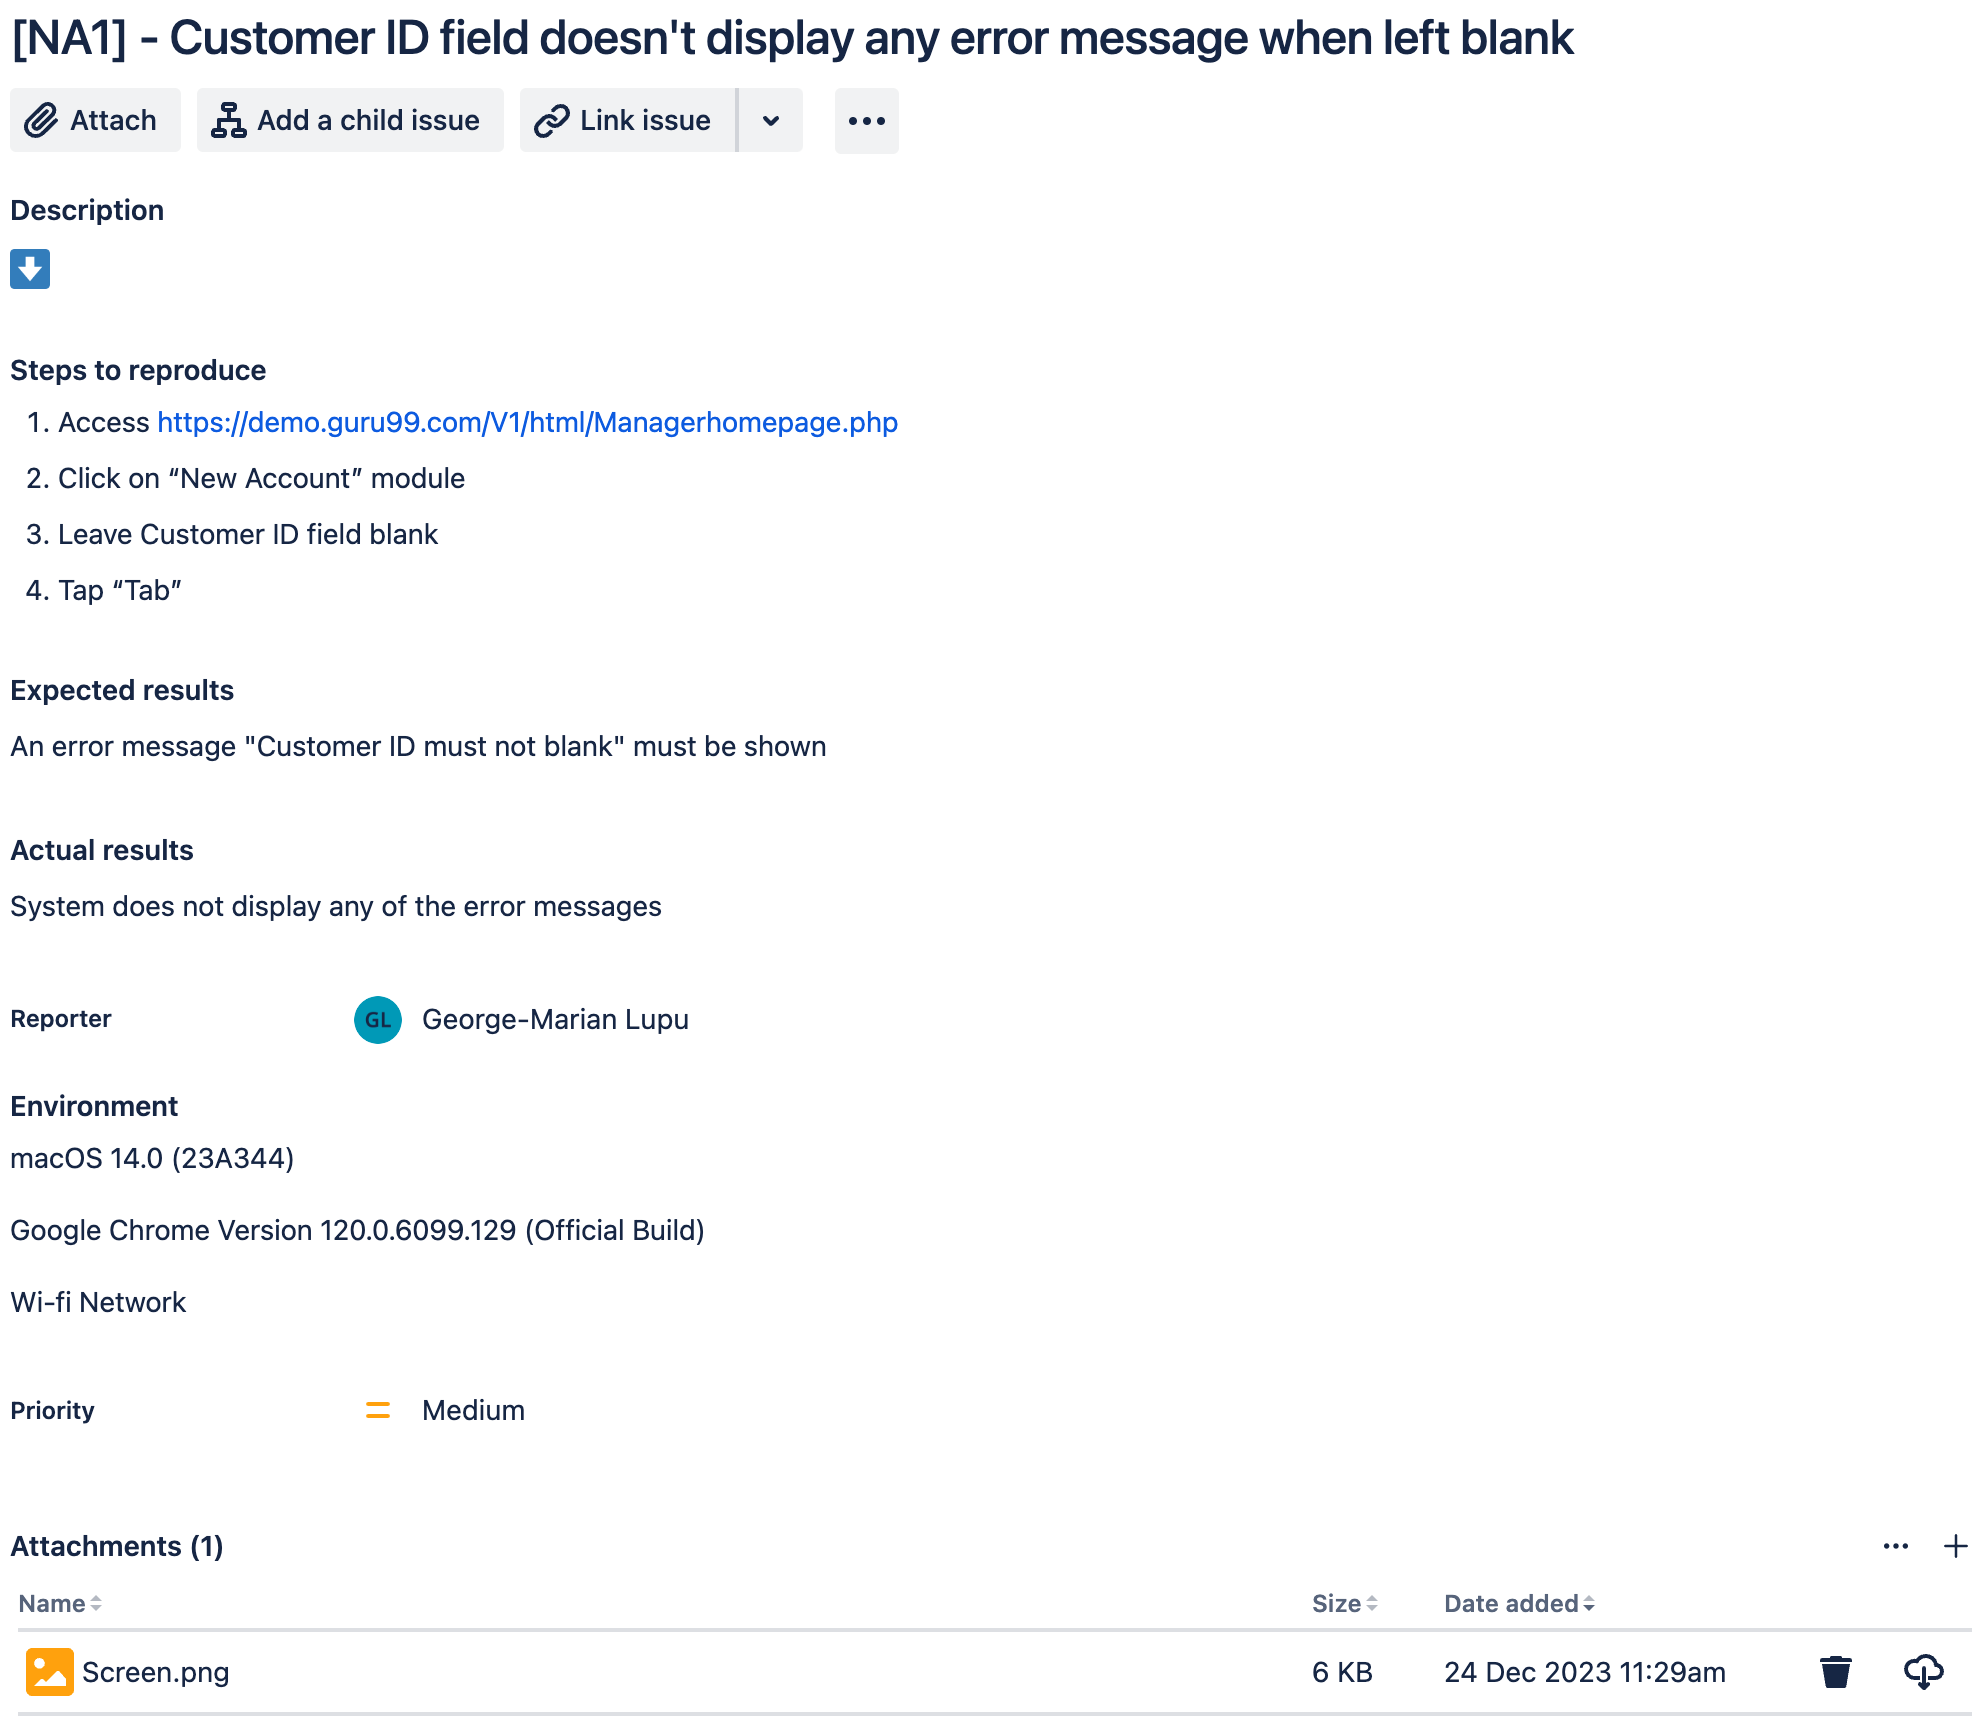 [NA1] - Customer ID field doesn't display any error message when left blank
Attach Add a child issue Link issue
Description
Steps to reproduce
1. Access https://demo.guru99.com/V1/html/Managerhomepage.php
2. Click on “New Account” module
3. Leave Customer ID field blank
4. Tap “Tab”
Expected results
An error message "Customer ID must not blank" must be shown
Actual results
System does not display any of the error messages
Reporter GL George-Marian Lupu
Environment
macOS 14.0 (23A344)
Google Chrome Version 120.0.6099.129 (Official Build)
Wi-fi Network
Priority Medium
Attachments (1)
Name Size Date added
Screen.png 6 KB 24 Dec 2023 11:29am